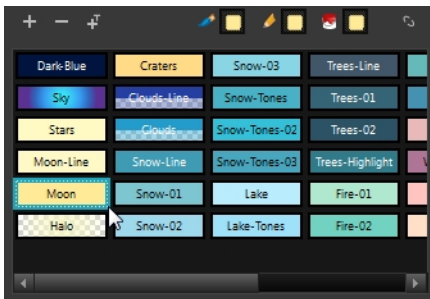 Dark-Blue Craters Snow-03 Trees-Line
Sky Clouds-Line Snow-Tones Trees-01
Stars Clouds Snow-Tones-02 Trees-02
Moon-Line Snow-Line Snow-Tones-03 Trees-Highlight
Moon Snow-01 Lake Fire-01
Halo Snow-02 Lake-Tones Fire-02